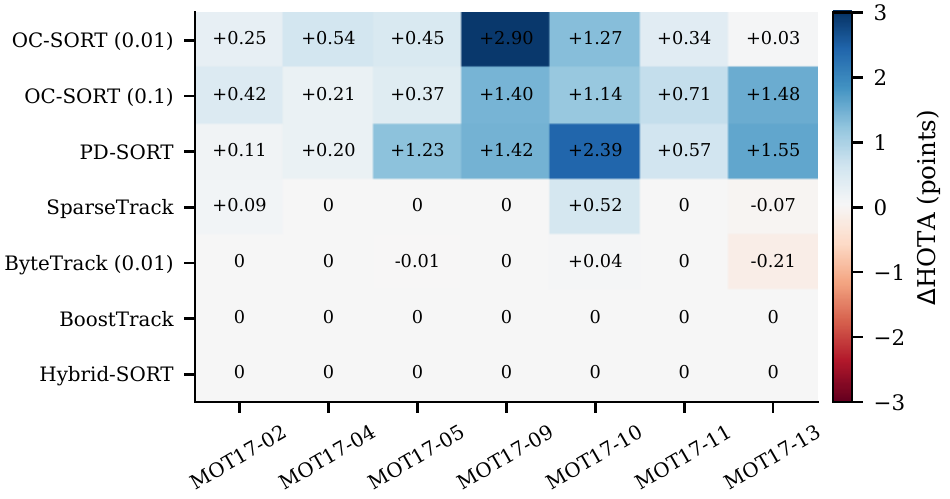 OC-SORT (0.01) +0.25 +0.54 +0.45 +2.90 +1.27 +0.34 +0.03
OC-SORT (0.1) +0.42 +0.21 +0.37 +1.40 +1.14 +0.71 +1.48
PD-SORT +0.11 +0.20 +1.23 +1.42 +2.39 +0.57 +1.55
SparseTrack +0.09 0 0 0 +0.52 0 -0.07
ByteTrack (0.01) 0 0 -0.01 0 +0.04 0 -0.21
BoostTrack 0 0 0 0 0 0 0
Hybrid-SORT 0 0 0 0 0 0 0
MOT17-02 MOT17-04 MOT17-05 MOT17-09 MOT17-10 MOT17-11 MOT17-13
3
2
1
0
−1
−2
−3
ΔHOTA (points)